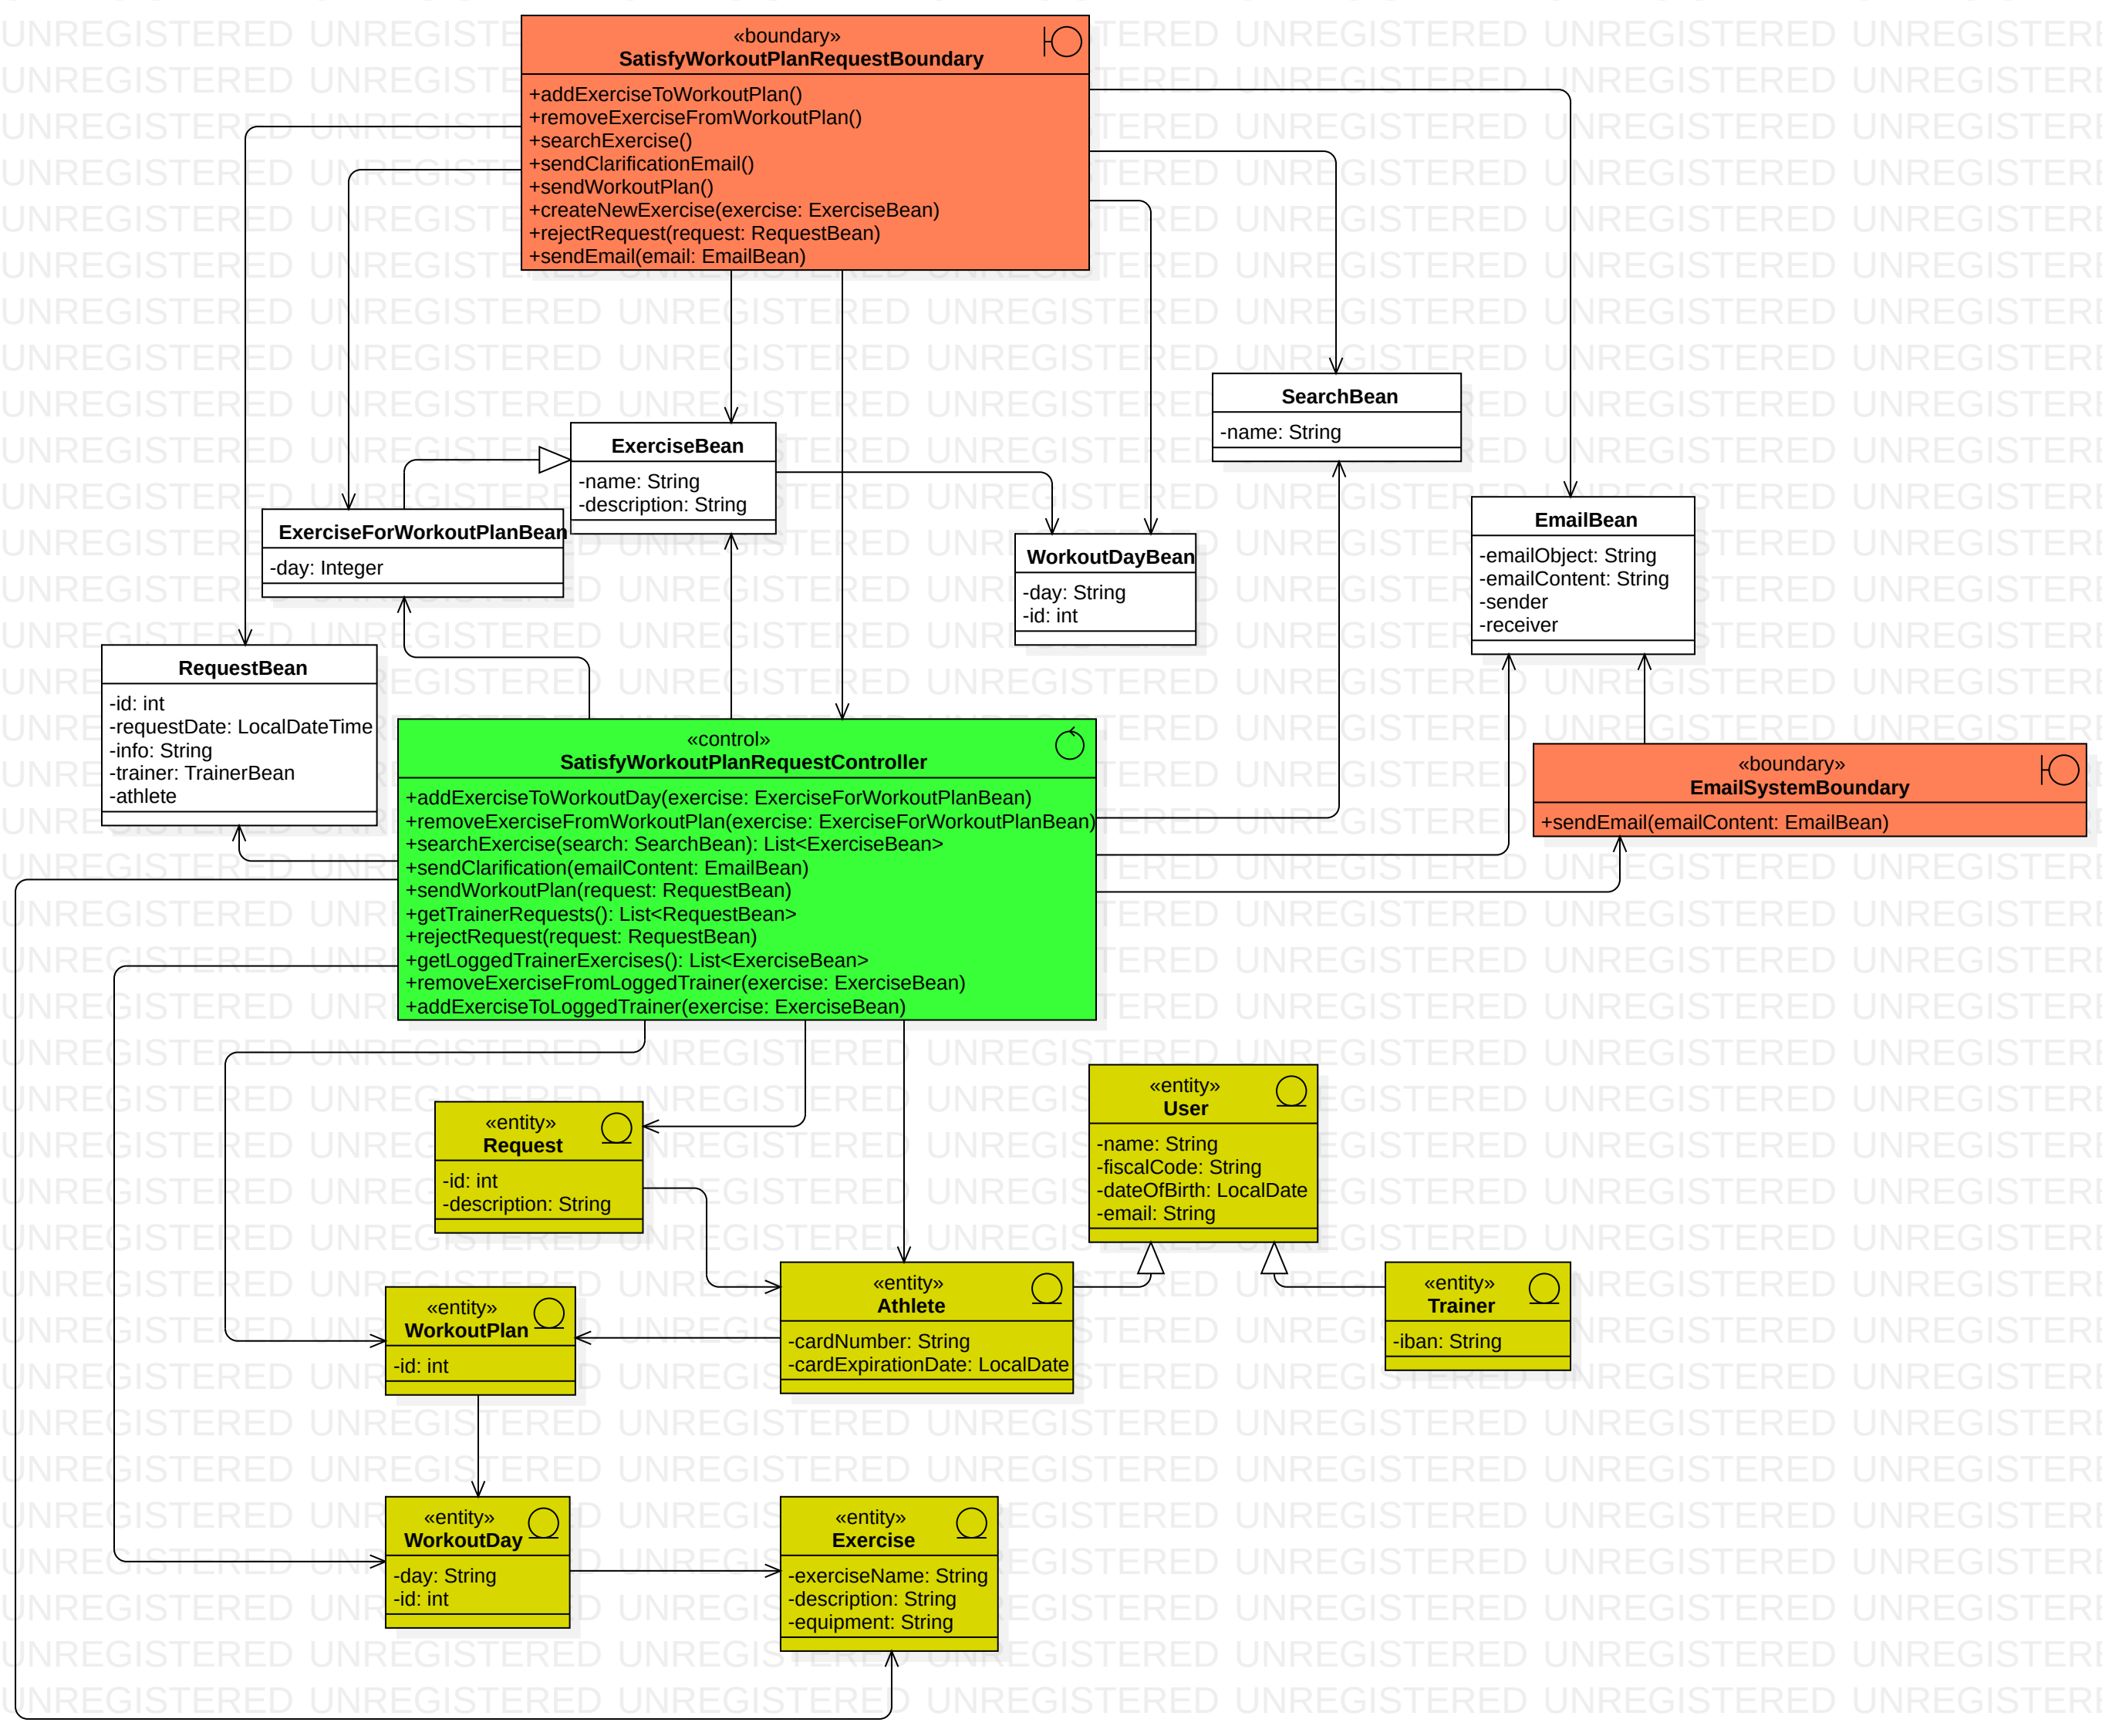 «boundary»
SatisfyWorkoutPlanRequestBoundary
+addExerciseToWorkoutPlan()
+removeExerciseFromWorkoutPlan()
+searchExercise()
+sendClarificationEmail()
+sendWorkoutPlan()
+createNewExercise(exercise: ExerciseBean)
+rejectRequest(request: RequestBean)
+sendEmail(email: EmailBean)
SearchBean
-name: String
ExerciseBean
-name: String
-description: String
ExerciseForWorkoutPlanBean
-day: Integer
WorkoutDayBean
-day: String
-id: int
EmailBean
-emailObject: String
-emailContent: String
-sender
-receiver
RequestBean
-id: int
-requestDate: LocalDateTime
-info: String
-trainer: TrainerBean
-athlete
«control»
SatisfyWorkoutPlanRequestController
+addExerciseToWorkoutDay(exercise: ExerciseForWorkoutPlanBean)
+removeExerciseFromWorkoutPlan(exercise: ExerciseForWorkoutPlanBean)
+searchExercise(search: SearchBean): List<ExerciseBean>
+sendClarification(emailContent: EmailBean)
+sendWorkoutPlan(request: RequestBean)
+getTrainerRequests(): List<RequestBean>
+rejectRequest(request: RequestBean)
+getLoggedTrainerExercises(): List<ExerciseBean>
+removeExerciseFromLoggedTrainer(exercise: ExerciseBean)
+addExerciseToLoggedTrainer(exercise: ExerciseBean)
«boundary»
EmailSystemBoundary
+sendEmail(emailContent: EmailBean)
«entity»
Request
-id: int
-description: String
«entity»
User
-name: String
-fiscalCode: String
-dateOfBirth: LocalDate
-email: String
«entity»
Athlete
-cardNumber: String
-cardExpirationDate: LocalDate
«entity»
Trainer
-iban: String
«entity»
WorkoutPlan
-id: int
«entity»
WorkoutDay
-day: String
-id: int
«entity»
Exercise
-exerciseName: String
-description: String
-equipment: String